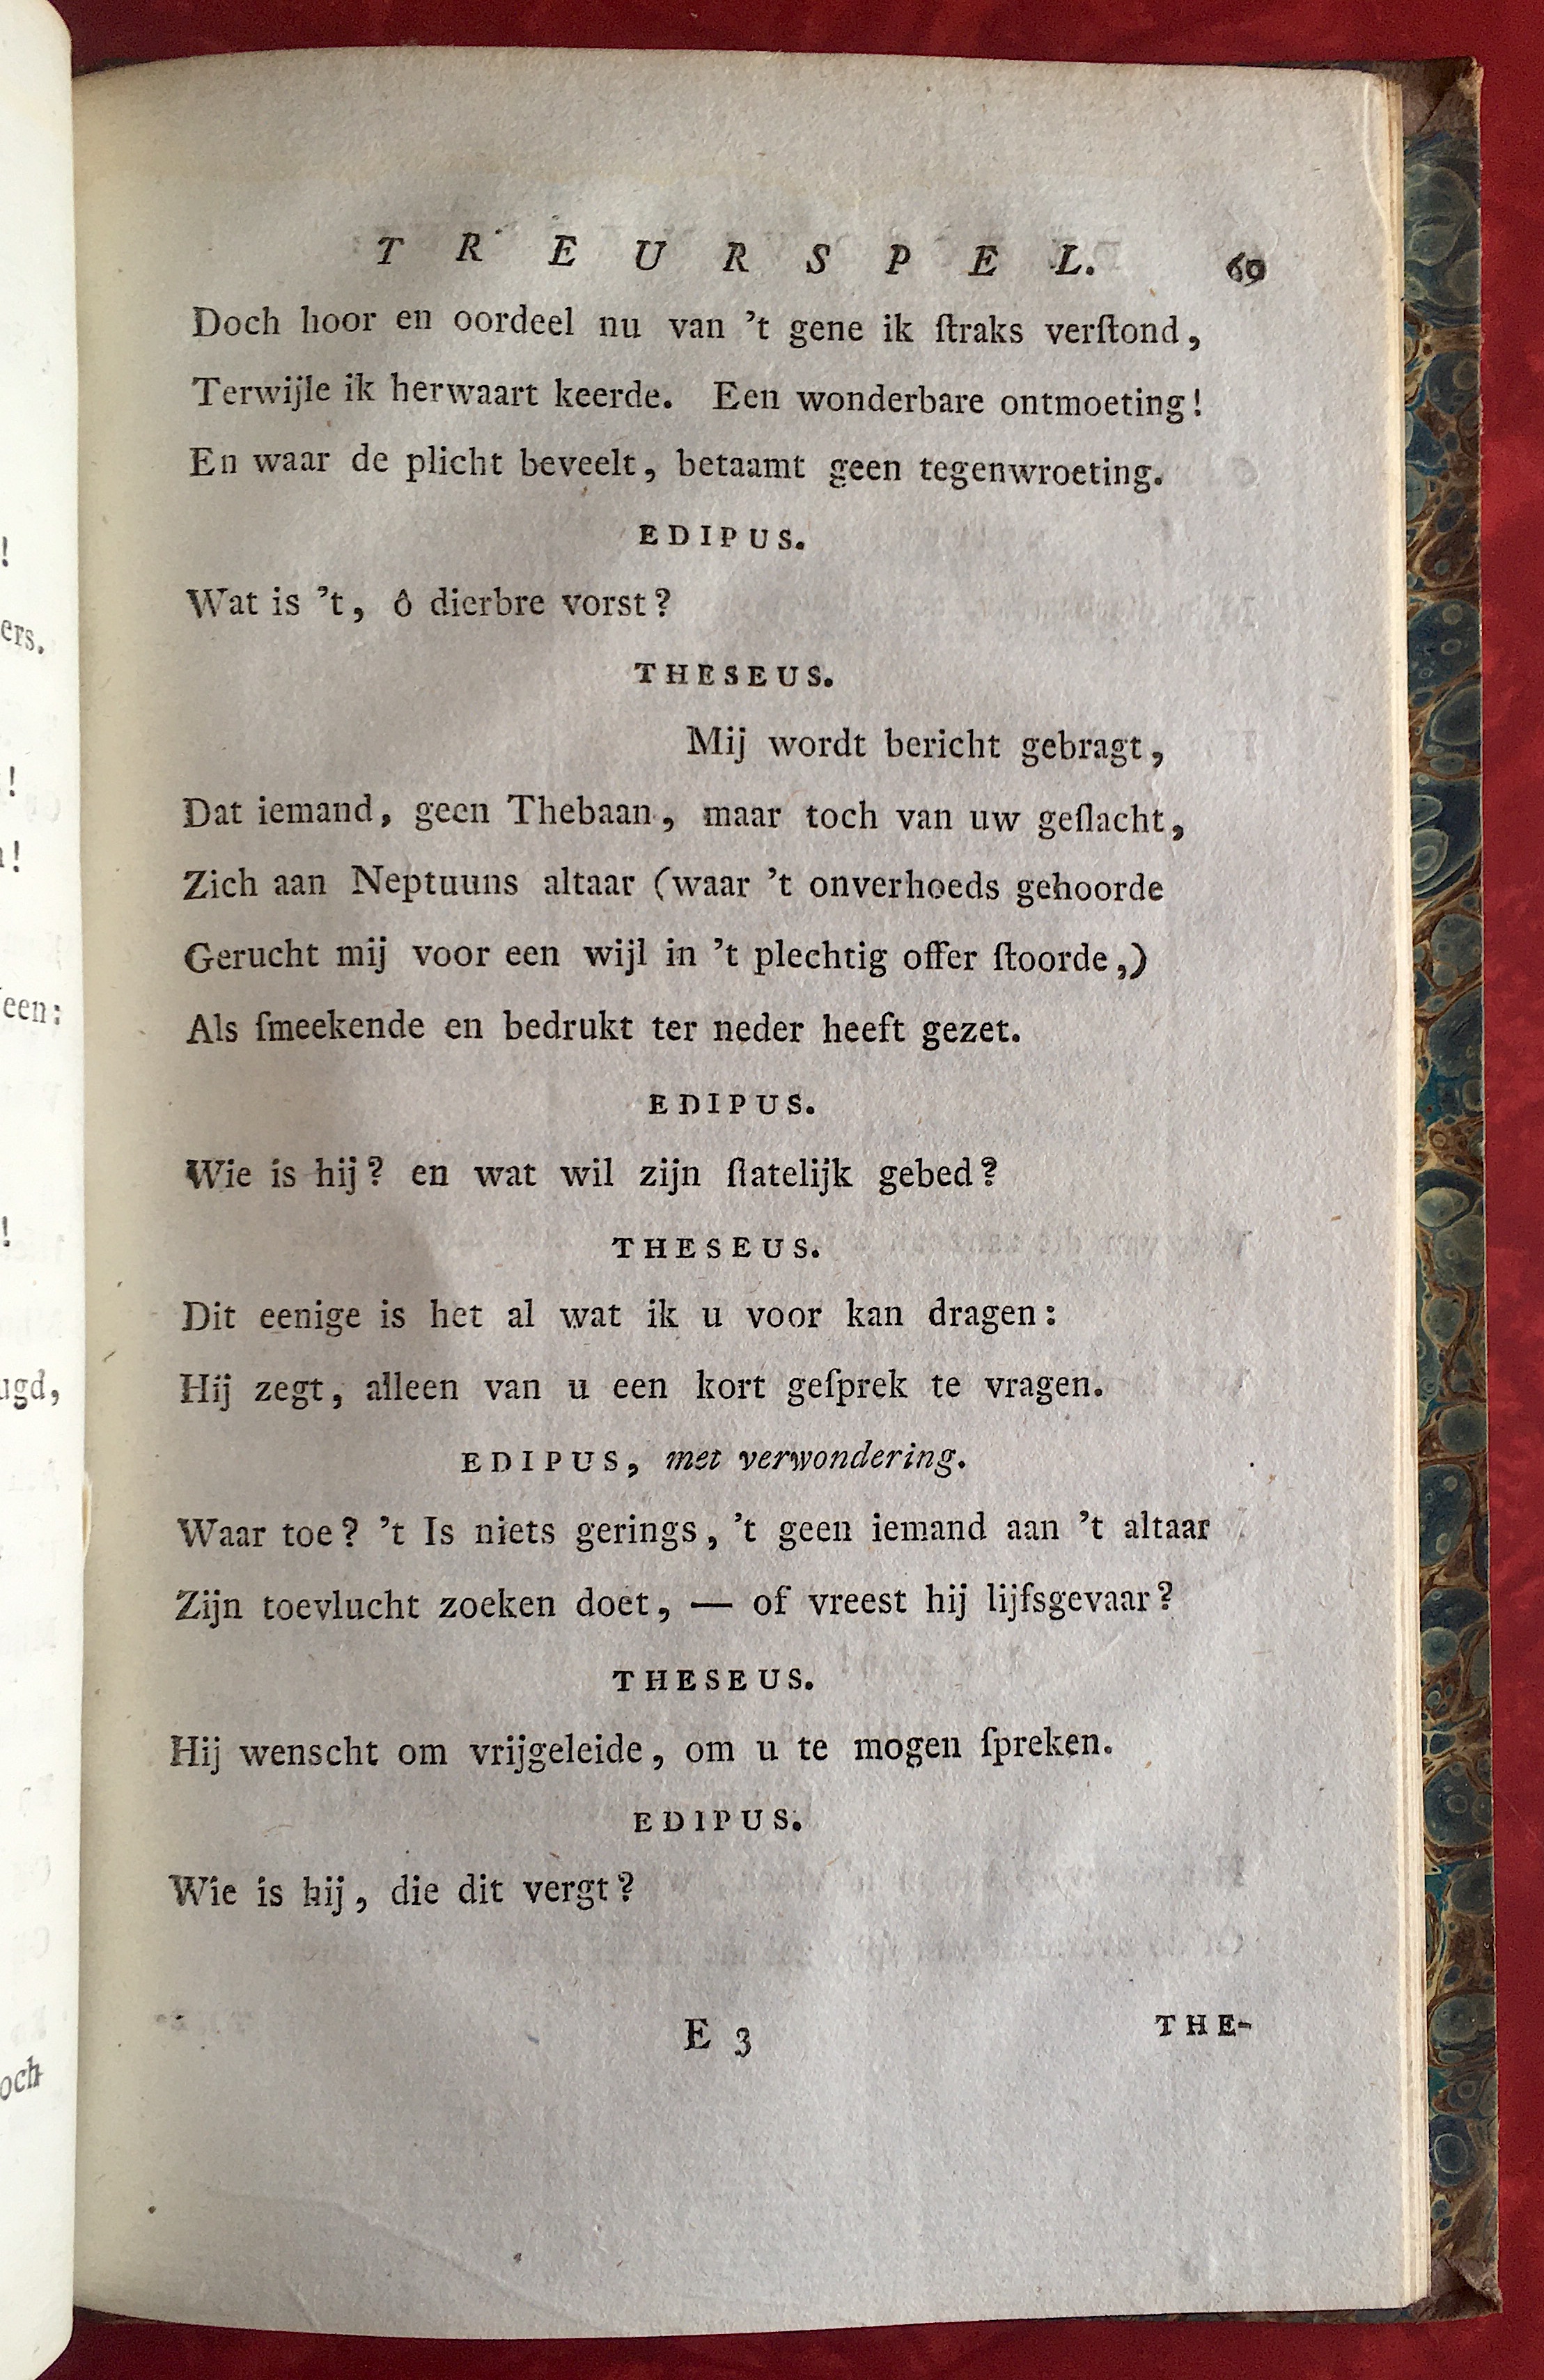 T R E U R S P E L. 69
Doch hoor en oordeel nu van 't gene ik ſtraks verſtond,
Terwijle ik herwaart keerde. Een wonderbare ontmoeting!
En waar de plicht beveelt, betaamt geen tegenwroeting.
EDIPUS.
Wat is 't, ô dierbre vorst?
THESEUS.
Mij wordt bericht gebragt,
Dat iemand, geen Thebaan, maar toch van uw geſlacht,
Zich aan Neptuuns altaar (waar 't onverhoeds gehoorde
Gerucht mij voor een wijl in 't plechtig offer ſtoorde,)
Als ſmeekende en bedrukt ter neder heeft gezet.
EDIPUS.
Wie is hij? en wat wil zijn ſtatelijk gebed?
THESEUS.
Dit eenige is het al wat ik u voor kan dragen:
Hij zegt, alleen van u een kort geſprek te vragen.
EDIPUS, met verwondering.
Waar toe? 't Is niets gerings, 't geen iemand aan 't altaar
Zijn toevlucht zoeken doet, — of vreest hij lijfsgevaar?
THESEUS.
Hij wenscht om vrijgeleide, om u te mogen ſpreken.
EDIPUS.
Wie is hij, die dit vergt?
E 3 THE-
!
ers.
!
!
een:
!
ugd,
och